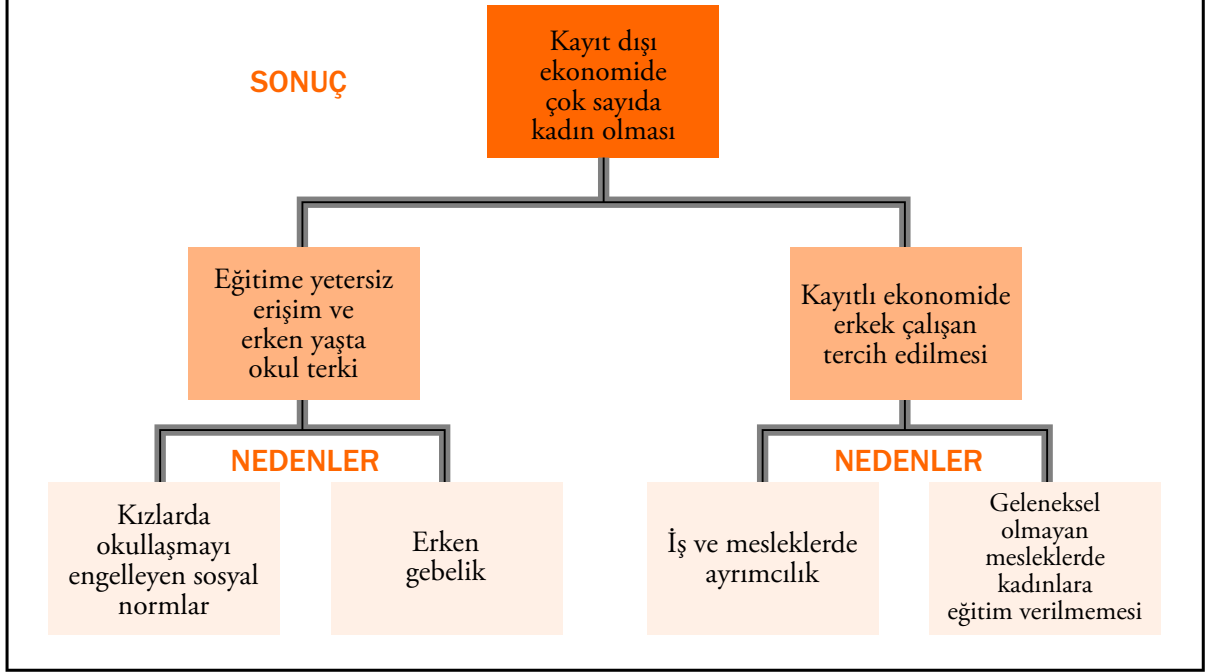 SONUÇ
Kayıt dışı
ekonomide
çok sayıda
kadın olması
Eğitime yetersiz
erişim ve
erken yaşta
okul terki
Kayıtlı ekonomide
erkek çalışan
tercih edilmesi
NEDENLER
NEDENLER
Kızlarda
okullaşmayı
engelleyen sosyal
normlar
Erken
gebelik
İş ve mesleklerde
ayrımcılık
Geleneksel
olmayan
mesleklerde
kadınlara
eğitim verilmemesi